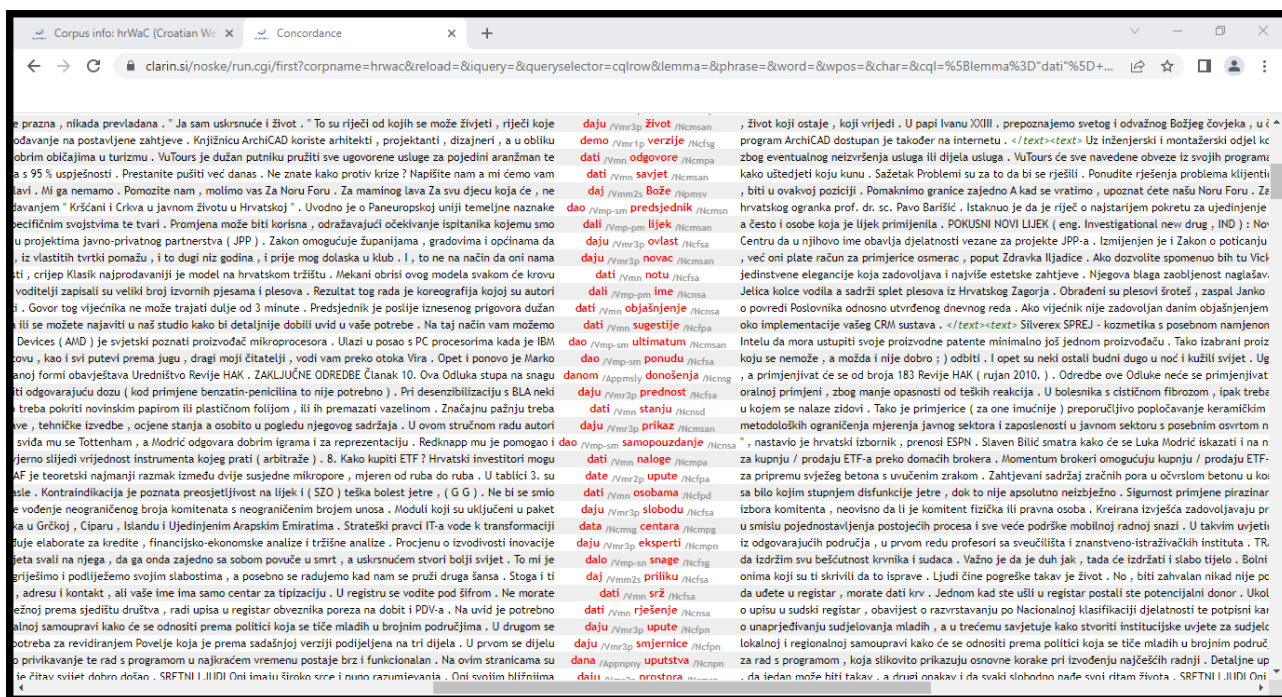 Corpus info: hrWaC (Croatian We
Concordance
clarin.si/noske/run.cgi/first?corpname=hrwac&reload=&iquery=&queryselector=cqlrow&lemma=&phrase=&word=&wpos=&char=&cql=%5Blemma%3D"dati"%5D+...
e prazna , nikada prevladana . " Ja sam uskrsnuće i život . " To su riječi od kojih se može živjeti , riječi koje daju /Vmr3p život /Ncmsan , život koji ostaje , koji vrijedi . U papi Ivanu XXIII . prepoznajemo svetog i odvažnog Božjeg čovjeka , u
odavanje na postavljene zahtjeve . Knjižnicu ArchiCAD koriste arhitekti , projektanti , dizajneri , a u obliku demo /Vmr1p verzije /Ncfsg program ArchiCAD dostupan je također na internetu .